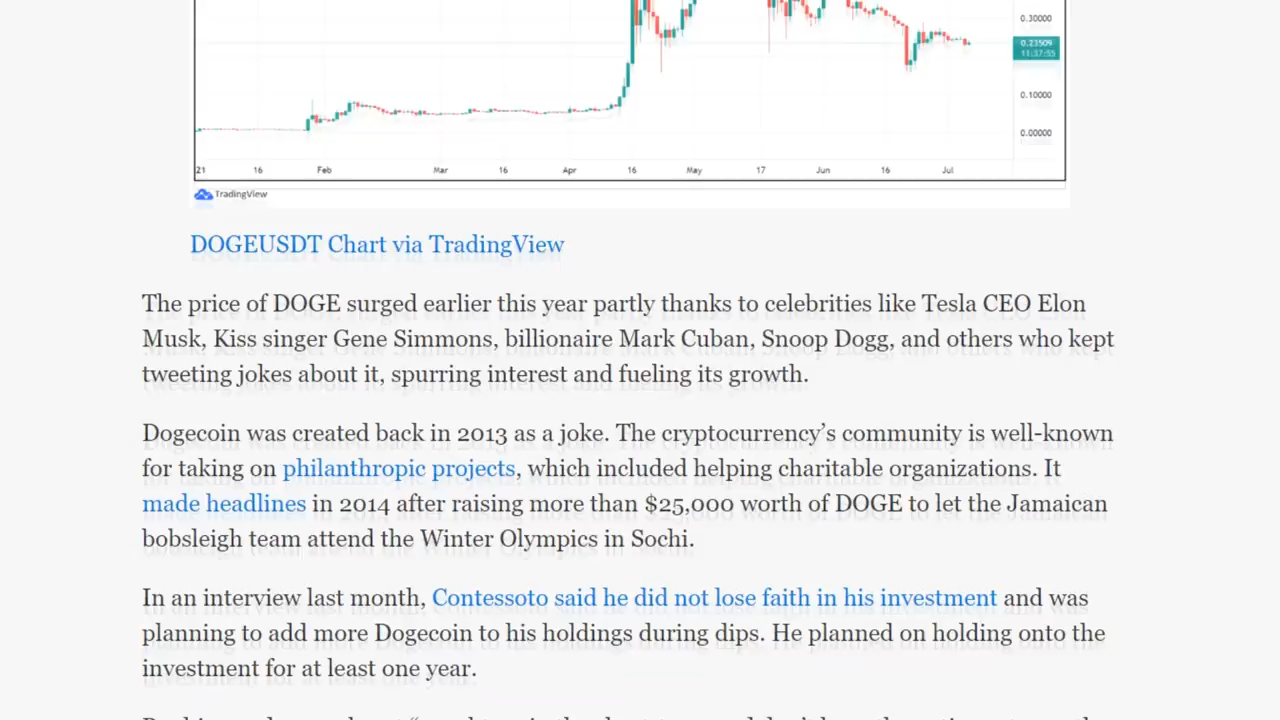 0.30000
0.23509
11:37:55
0.10000
0.00000
21 16 Feb Mar 16 Apr 16 May 17 Jun 16 Jul
TradingView
DOGEUSDT Chart via TradingView
The price of DOGE surged earlier this year partly thanks to celebrities like Tesla CEO Elon
Musk, Kiss singer Gene Simmons, billionaire Mark Cuban, Snoop Dogg, and others who kept
tweeting jokes about it, spurring interest and fueling its growth.
Dogecoin was created back in 2013 as a joke. The cryptocurrency’s community is well-known
for taking on philanthropic projects, which included helping charitable organizations. It
made headlines in 2014 after raising more than $25,000 worth of DOGE to let the Jamaican
bobsleigh team attend the Winter Olympics in Sochi.
In an interview last month, Contessoto said he did not lose faith in his investment and was
planning to add more Dogecoin to his holdings during dips. He planned on holding onto the
investment for at least one year.